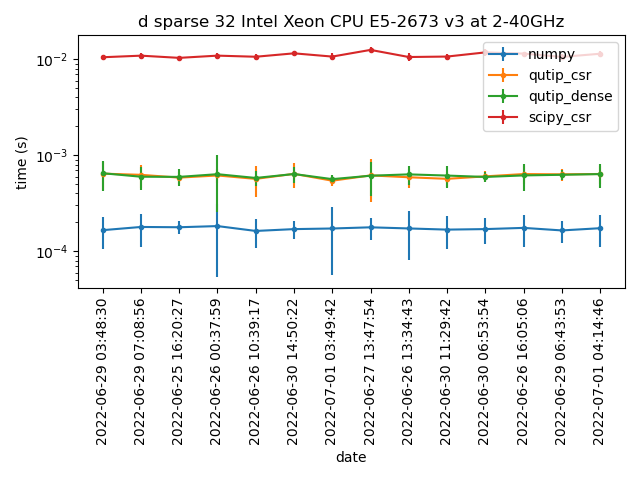 d sparse 32 Intel Xeon CPU E5-2673 v3 at 2-40GHz
time (s)
10⁻²
10⁻³
10⁻⁴
numpy
qutip_csr
qutip_dense
scipy_csr
2022-06-29 03:48:30
2022-06-29 07:08:56
2022-06-25 16:20:27
2022-06-26 00:37:59
2022-06-26 10:39:17
2022-06-30 14:50:22
2022-07-01 03:49:42
2022-06-27 13:47:54
2022-06-26 13:34:43
2022-06-30 11:29:42
2022-06-30 06:53:54
2022-06-26 16:05:06
2022-06-29 06:43:53
2022-07-01 04:14:46
date